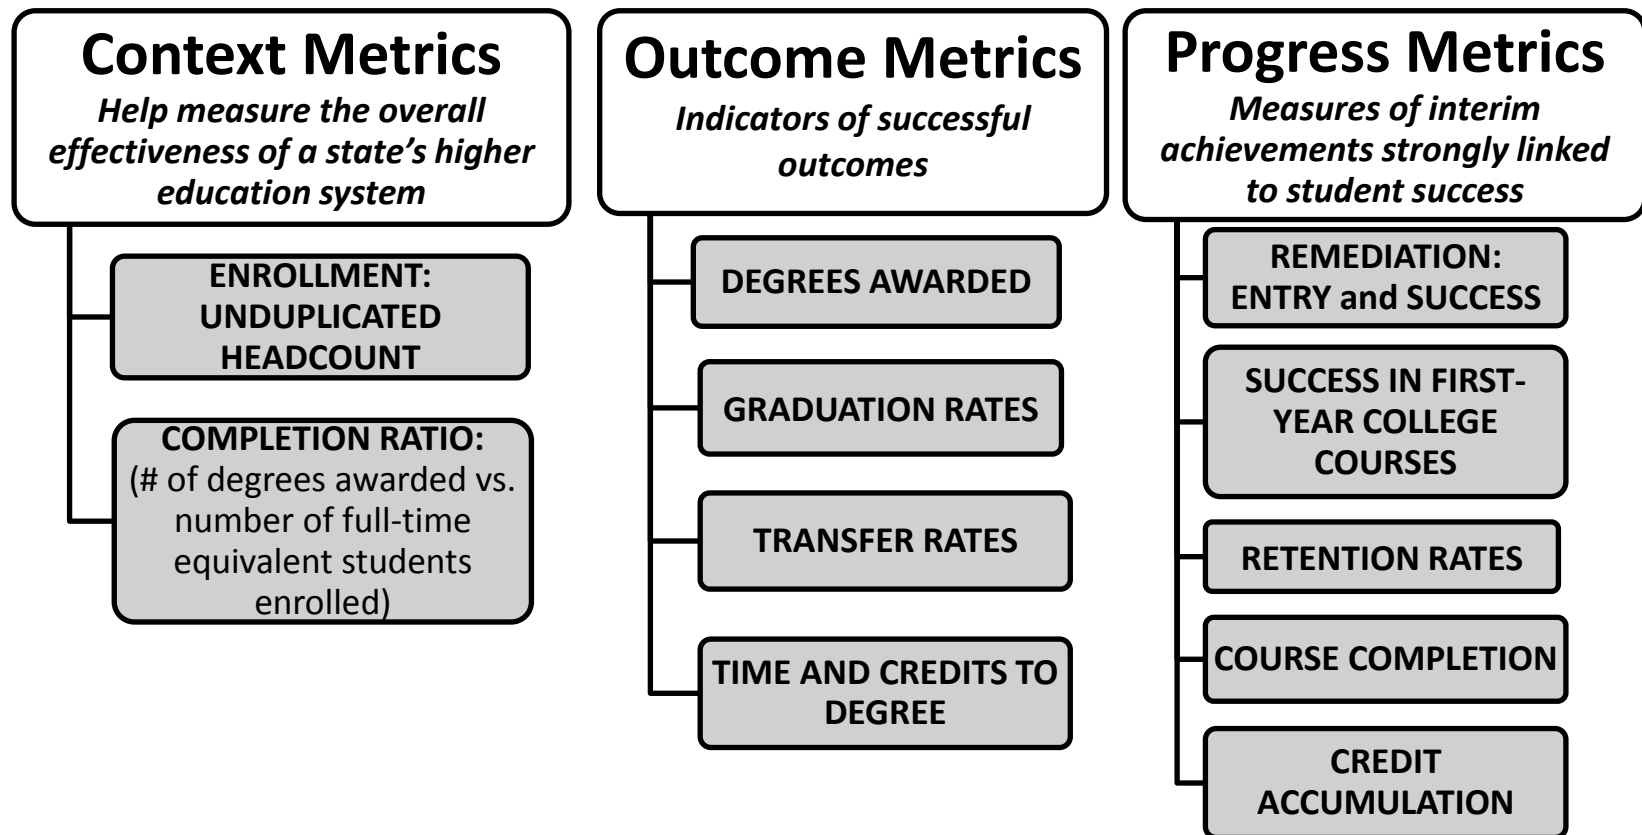 Context Metrics
Help measure the overall
effectiveness of a state’s higher
education system
ENROLLMENT:
UNDUPLICATED
HEADCOUNT
COMPLETION RATIO:
(# of degrees awarded vs.
number of full-time
equivalent students
enrolled)
Outcome Metrics
Indicators of successful
outcomes
DEGREES AWARDED
GRADUATION RATES
TRANSFER RATES
TIME AND CREDITS TO
DEGREE
Progress Metrics
Measures of interim
achievements strongly linked
to student success
REMEDIATION:
ENTRY and SUCCESS
SUCCESS IN FIRST-
YEAR COLLEGE
COURSES
RETENTION RATES
COURSE COMPLETION
CREDIT
ACCUMULATION